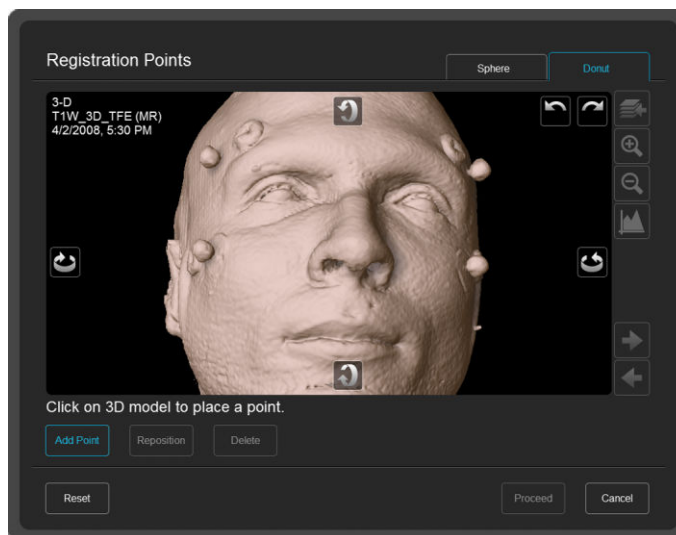 Registration Points
Sphere
Donut
3-D
T1W_3D_TFE (MR)
4/2/2008, 5:30 PM
Click on 3D model to place a point.
Add Point
Reposition
Delete
Reset
Proceed
Cancel